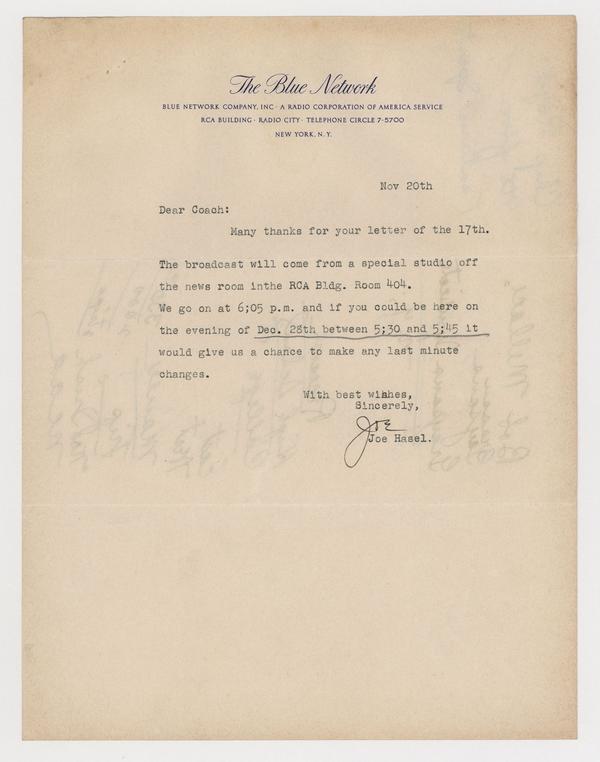 The Blue Network
BLUE NETWORK COMPANY, INC · A RADIO CORPORATION OF AMERICA SERVICE
RCA BUILDING · RADIO CITY · TELEPHONE CIRCLE 7-5700
NEW YORK, N. Y.
Nov 20th
Dear Coach:
Many thanks for your letter of the 17th.
The broadcast will come from a special studio off
the news room inthe RCA Bldg. Room 404.
We go on at 6;05 p.m. and if you could be here on
the evening of Dec. 28th between 5;30 and 5;45 it
would give us a chance to make any last minute
changes.
With best wishes,
Sincerely,
JOE
Joe Hasel.